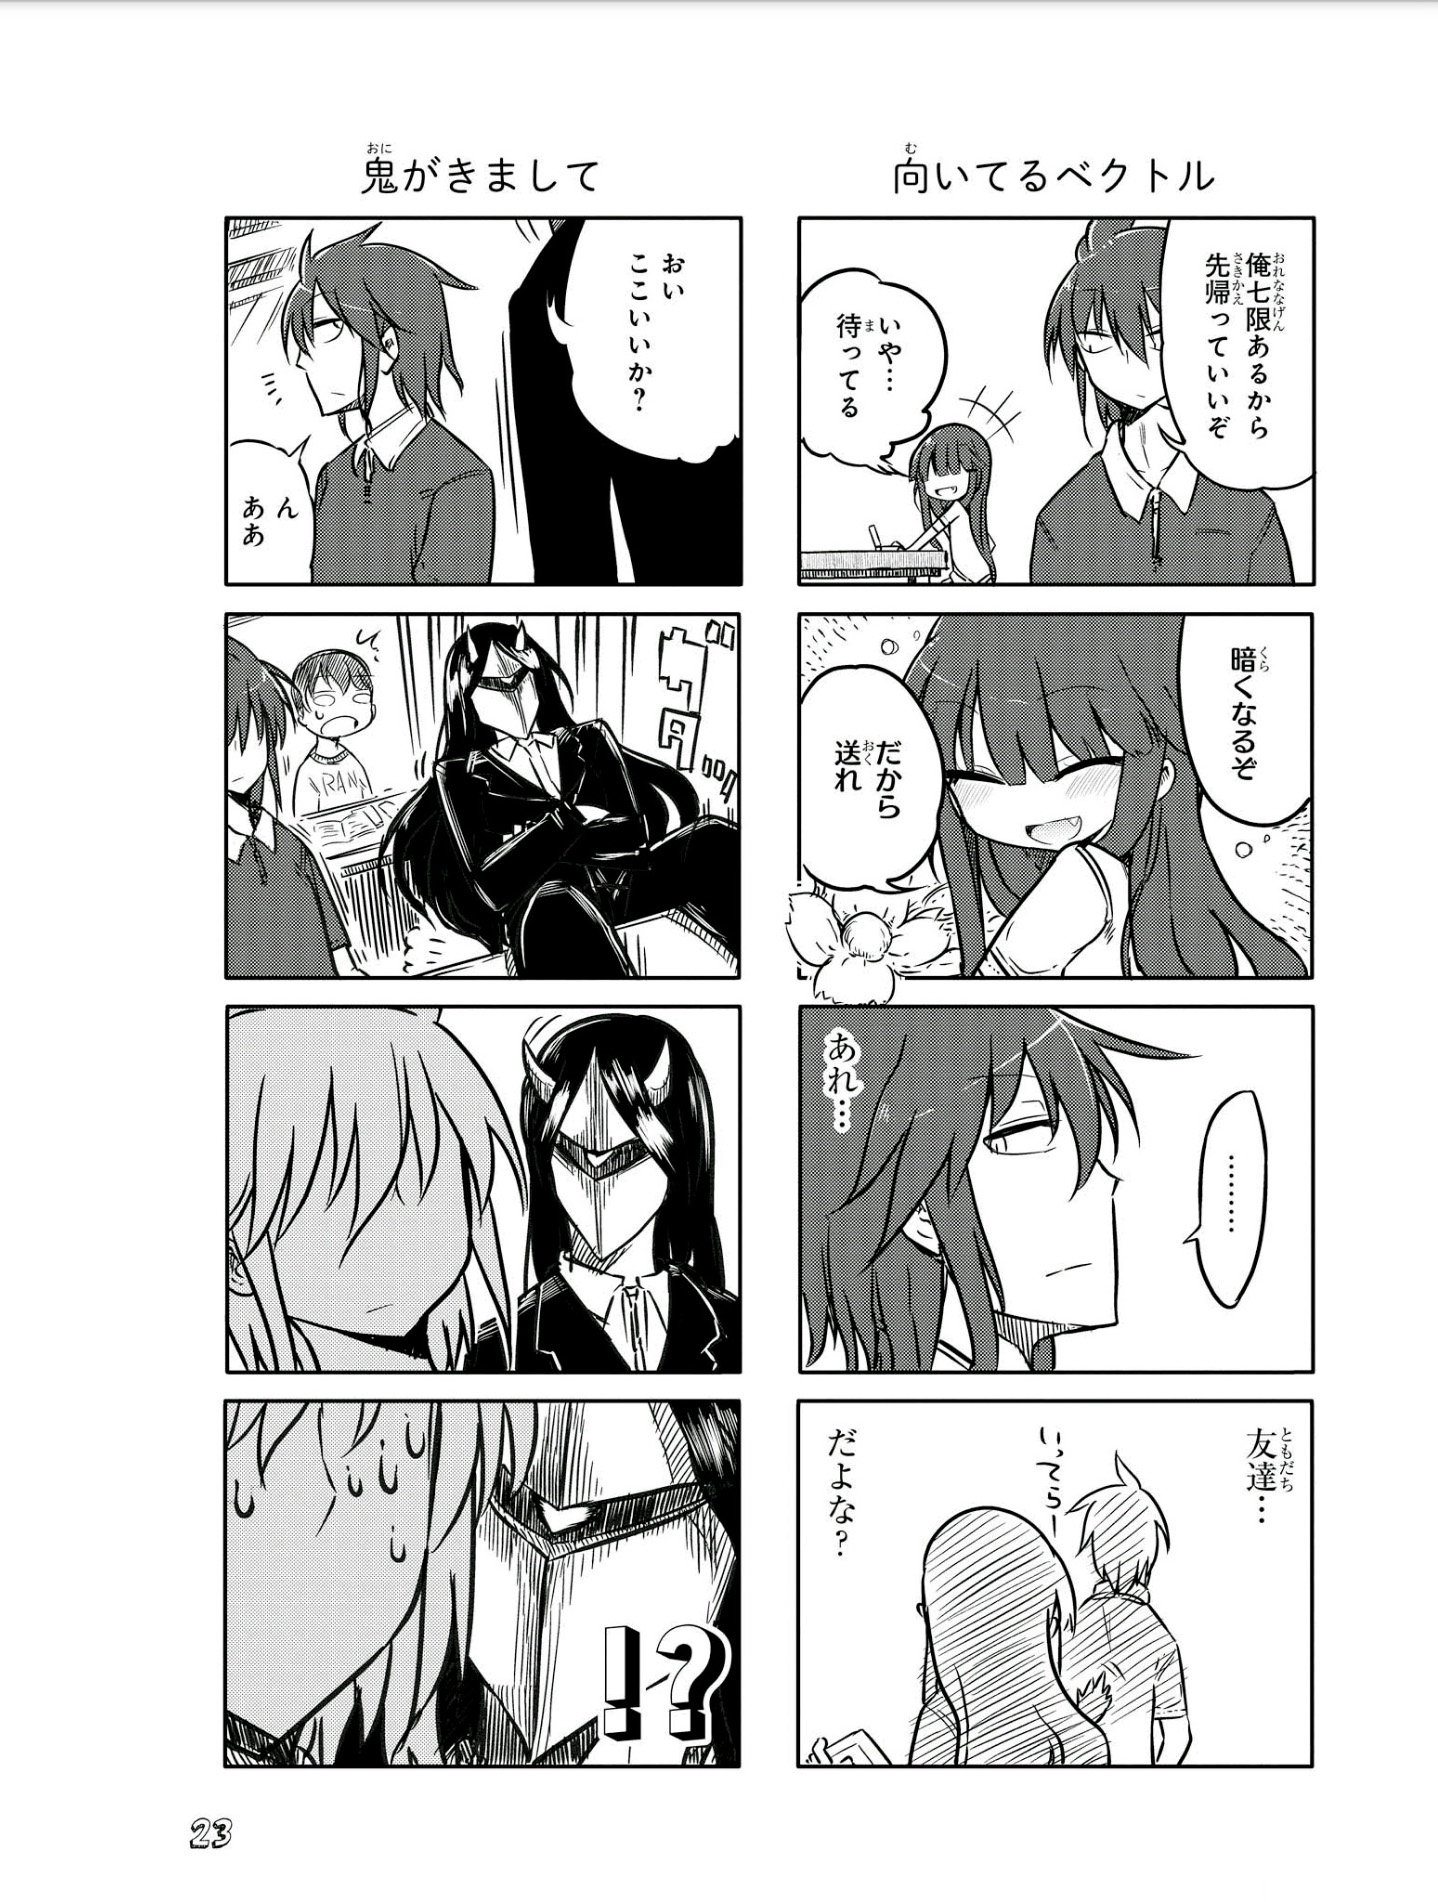 向いてるベクトル
俺七限あるから
先帰っていいぞ
いや…
待ってる
暗くなるぞ
だから
送れ
………
あれ…
友達…
いってらー
だよな？
鬼がきまして
おい
ここいいか？
ん
ああ
!?
23